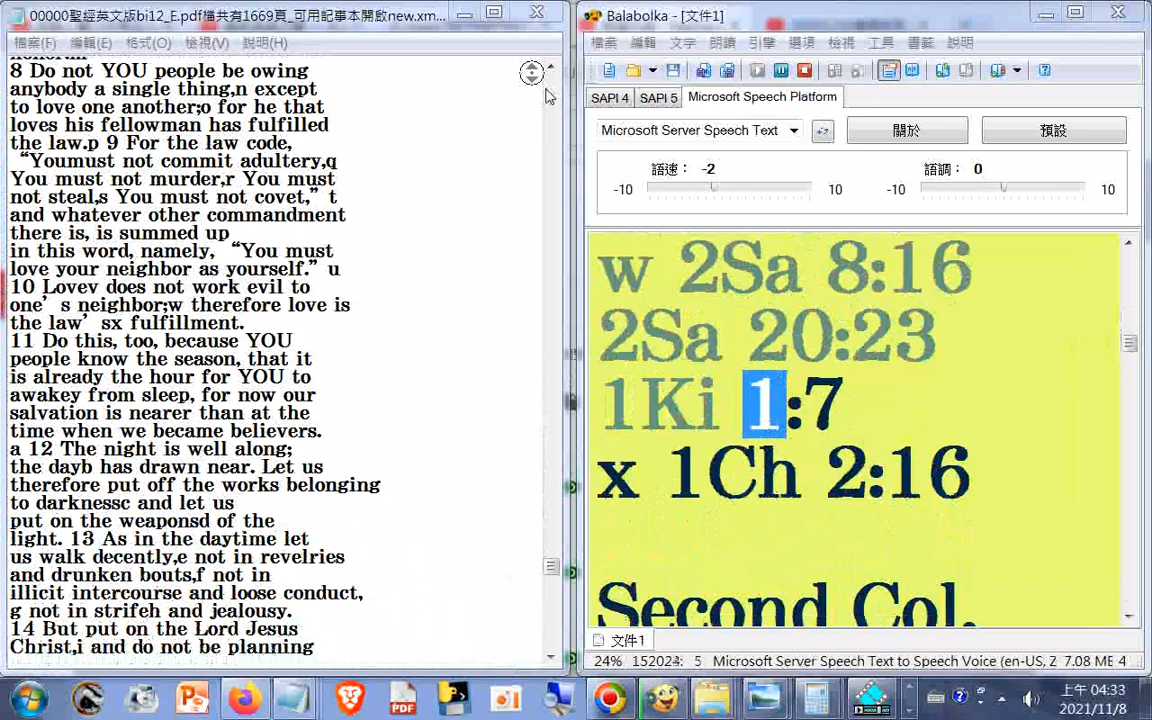 00000聖經英文版bi12_E.pdf檔共有1669頁_可用記事本開啟new.xm...
檔案(F) 編輯(E) 格式(O) 檢視(V) 說明(H)
8 Do not YOU people be owing
anybody a single thing,n except
to love one another;o for he that
loves his fellowman has fulfilled
the law.p 9 For the law code,
“Youmust not commit adultery,q
You must not murder,r You must
not steal,s You must not covet,” t
and whatever other commandment
there is, is summed up
in this word, namely, “You must
love your neighbor as yourself.” u
10 Lovev does not work evil to
one’s neighbor;w therefore love is
the law’sx fulfillment.
11 Do this, too, because YOU
people know the season, that it
is already the hour for YOU to
awakey from sleep, for now our
salvation is nearer than at the
time when we became believers.
a 12 The night is well along;
the dayb has drawn near. Let us
therefore put off the works belonging
to darknessc and let us
put on the weaponsd of the
light. 13 As in the daytime let
us walk decently,e not in revelries
and drunken bouts,f not in
illicit intercourse and loose conduct,
g not in strifeh and jealousy.
14 But put on the Lord Jesus
Christ,i and do not be planning
Balabolka - [文件1]
檔案 編輯 文字 朗讀 引擎 選項 檢視 工具 書籤 說明
SAPI 4 SAPI 5 Microsoft Speech Platform
Microsoft Server Speech Text 關於 預設
語速: -2 語調: 0
-10 10 -10 10
w 2Sa 8:16
2Sa 20:23
1Ki 1:7
x 1Ch 2:16
Second Col.
文件1
24% 152023: 5 Microsoft Server Speech Text to Speech Voice (en-US, Z 7.08 ME 4
上午 04:33
2021/11/8